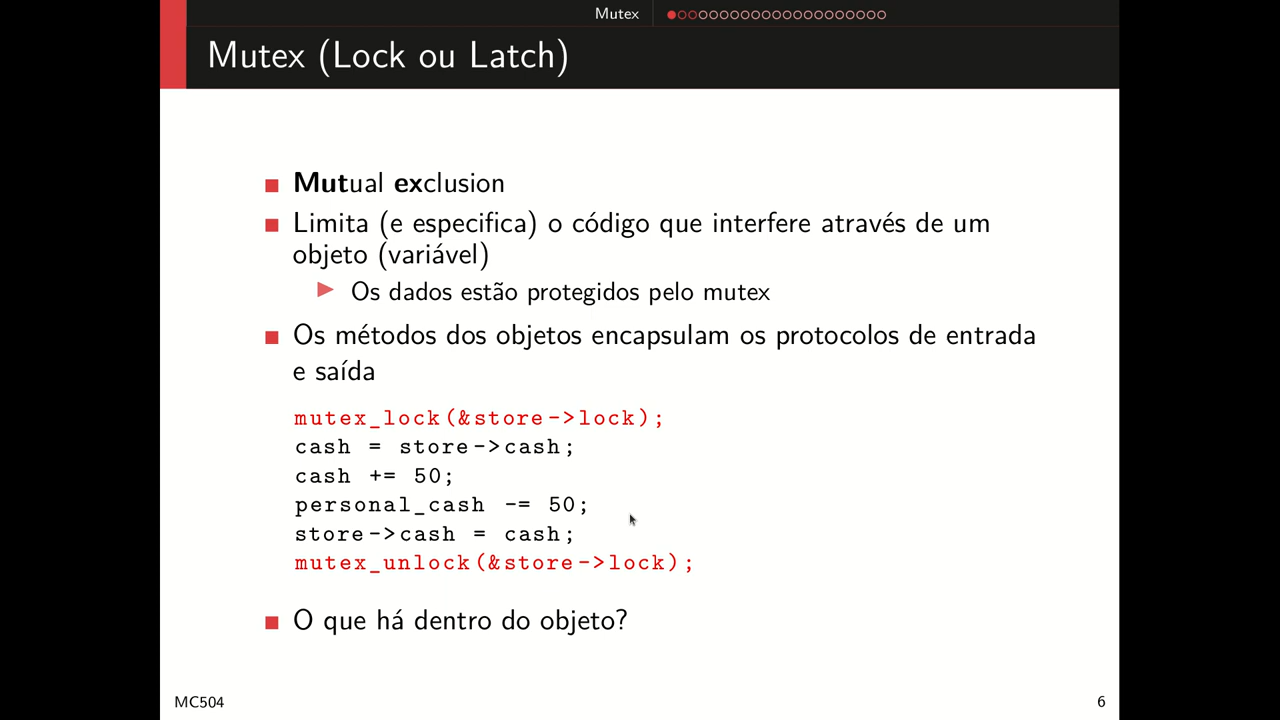 Mutex
Mutex (Lock ou Latch)
Mutual exclusion
Limita (e especifica) o código que interfere através de um
objeto (variável)
Os dados estão protegidos pelo mutex
Os métodos dos objetos encapsulam os protocolos de entrada
e saída
mutex_lock(&store->lock);
cash = store->cash;
cash += 50;
personal_cash -= 50;
store->cash = cash;
mutex_unlock(&store->lock);
O que há dentro do objeto?
MC504
6